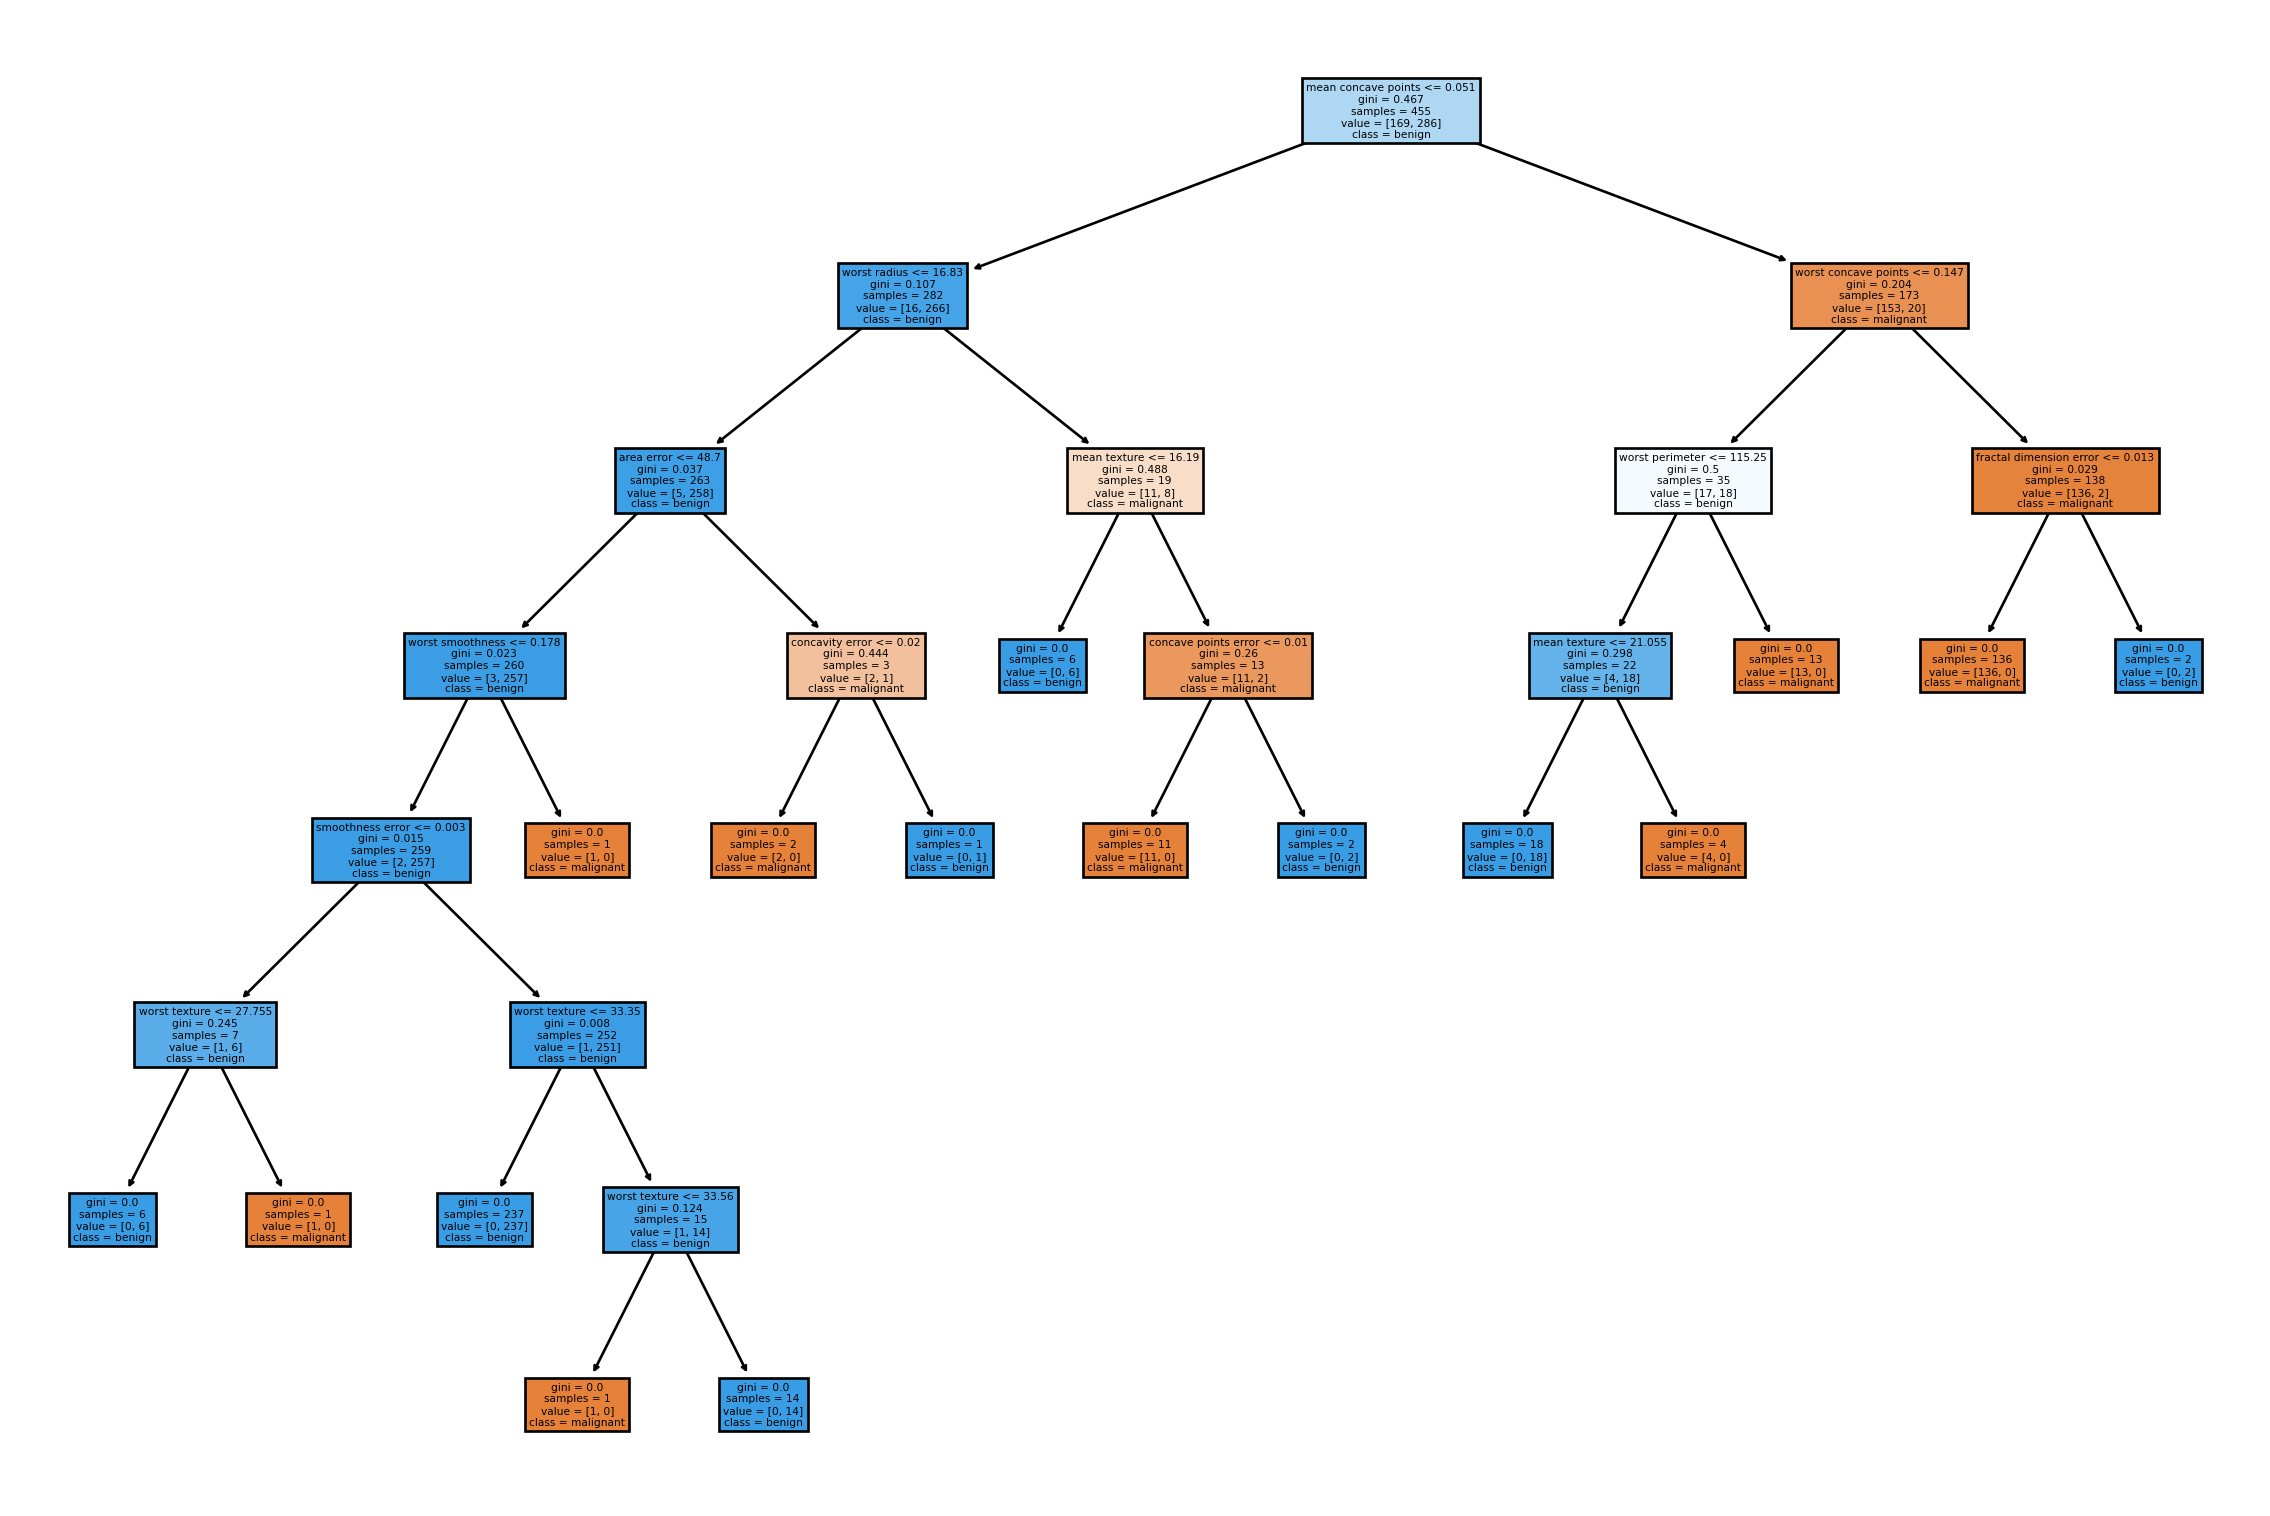 mean concave points <= 0.051
gini = 0.467
samples = 455
value = [169, 286]
class = benign
worst radius <= 16.83
gini = 0.107
samples = 282
value = [16, 266]
class = benign
worst concave points <= 0.147
gini = 0.204
samples = 173
value = [153, 20]
class = malignant
area error <= 48.7
gini = 0.037
samples = 263
value = [5, 258]
class = benign
mean texture <= 16.19
gini = 0.488
samples = 19
value = [11, 8]
class = malignant
worst perimeter <= 115.25
gini = 0.5
samples = 35
value = [17, 18]
class = benign
fractal dimension error <= 0.013
gini = 0.029
samples = 138
value = [136, 2]
class = malignant
worst smoothness <= 0.178
gini = 0.023
samples = 260
value = [3, 257]
class = benign
concavity error <= 0.02
gini = 0.444
samples = 3
value = [2, 1]
class = malignant
gini = 0.0
samples = 6
value = [0, 6]
class = benign
concave points error <= 0.01
gini = 0.26
samples = 13
value = [11, 2]
class = malignant
mean texture <= 21.055
gini = 0.298
samples = 22
value = [4, 18]
class = benign
gini = 0.0
samples = 13
value = [13, 0]
class = malignant
gini = 0.0
samples = 136
value = [136, 0]
class = malignant
gini = 0.0
samples = 2
value = [0, 2]
class = benign
smoothness error <= 0.003
gini = 0.015
samples = 259
value = [2, 257]
class = benign
gini = 0.0
samples = 1
value = [1, 0]
class = malignant
gini = 0.0
samples = 2
value = [2, 0]
class = malignant
gini = 0.0
samples = 1
value = [0, 1]
class = benign
gini = 0.0
samples = 11
value = [11, 0]
class = malignant
gini = 0.0
samples = 2
value = [0, 2]
class = benign
gini = 0.0
samples = 18
value = [0, 18]
class = benign
gini = 0.0
samples = 4
value = [4, 0]
class = malignant
worst texture <= 27.755
gini = 0.245
samples = 7
value = [1, 6]
class = benign
worst texture <= 33.35
gini = 0.008
samples = 252
value = [1, 251]
class = benign
gini = 0.0
samples = 6
value = [0, 6]
class = benign
gini = 0.0
samples = 1
value = [1, 0]
class = malignant
gini = 0.0
samples = 237
value = [0, 237]
class = benign
worst texture <= 33.56
gini = 0.124
samples = 15
value = [1, 14]
class = benign
gini = 0.0
samples = 1
value = [1, 0]
class = malignant
gini = 0.0
samples = 14
value = [0, 14]
class = benign